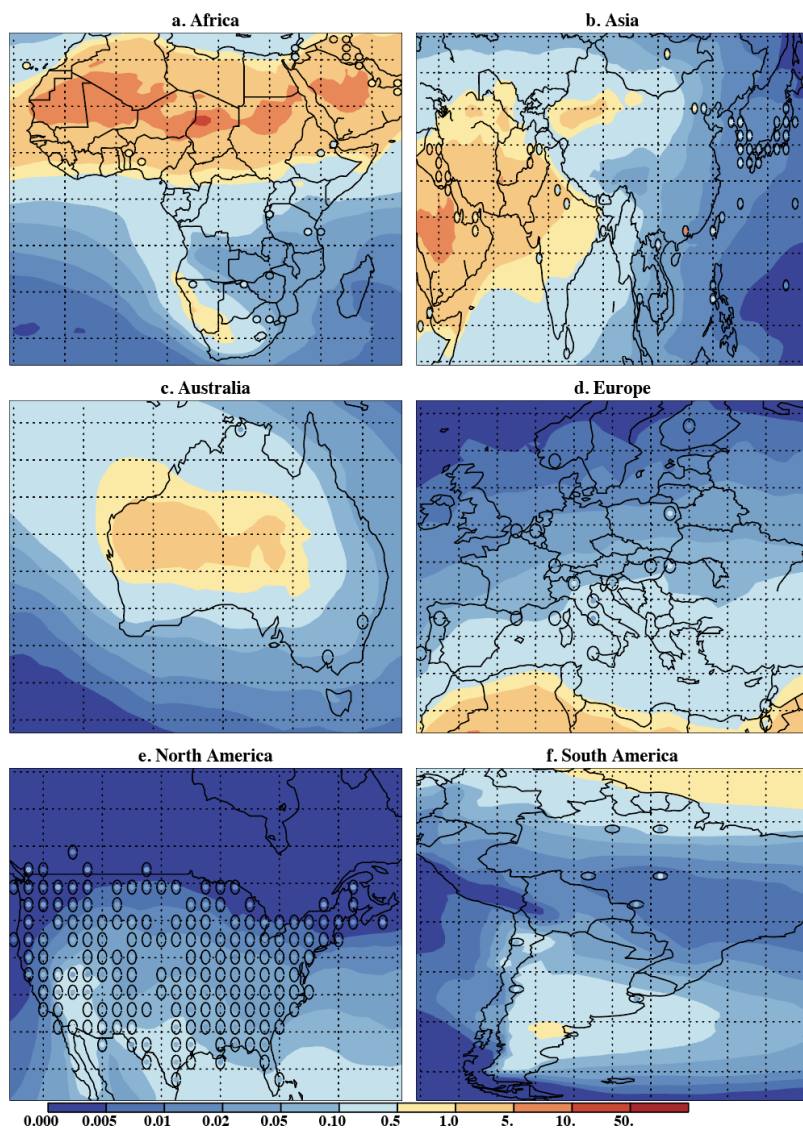 a. Africa
b. Asia
c. Australia
d. Europe
e. North America
f. South America
0.000 0.005 0.01 0.02 0.05 0.10 0.5 1.0 5. 10. 50.